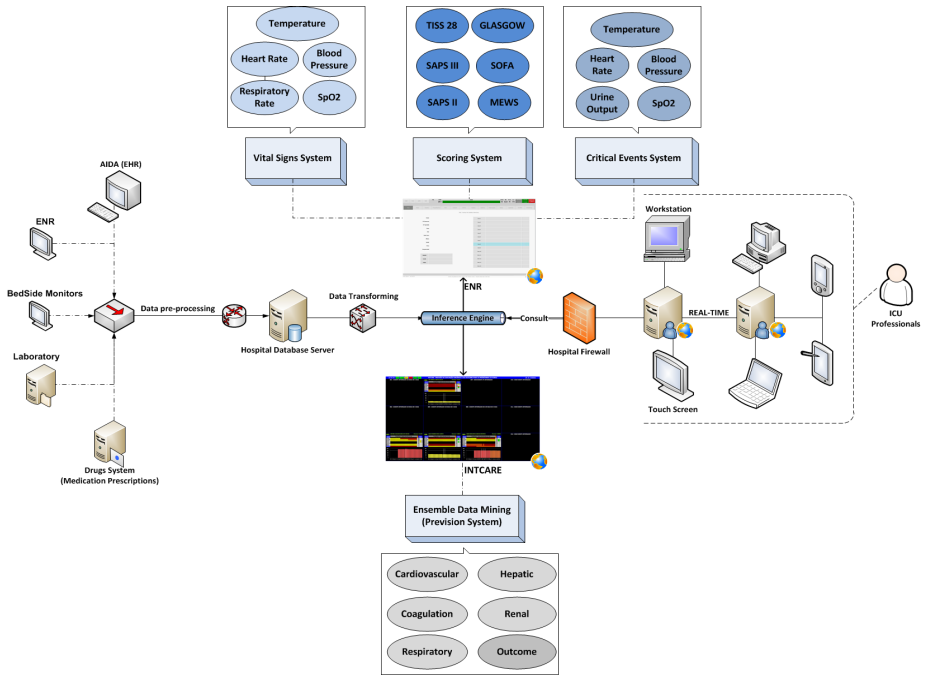 Temperature
Heart Rate
Blood
Pressure
Respiratory
Rate
SpO2
TISS 28
GLASGOW
SAPS III
SOFA
SAPS II
MEWS
Temperature
Heart
Rate
Blood
Pressure
Urine
Output
SpO2
Vital Signs System
Scoring System
Critical Events System
AIDA (EHR)
ENR
BedSide Monitors
Laboratory
Drugs System
(Medication Prescriptions)
Data pre-processing
Hospital Database Server
Data Transforming
Inference Engine
ENR
Consult
Hospital Firewall
Workstation
REAL-TIME
Touch Screen
ICU
Professionals
INTCARE
Ensemble Data Mining
(Prevision System)
Cardiovascular
Hepatic
Coagulation
Renal
Respiratory
Outcome